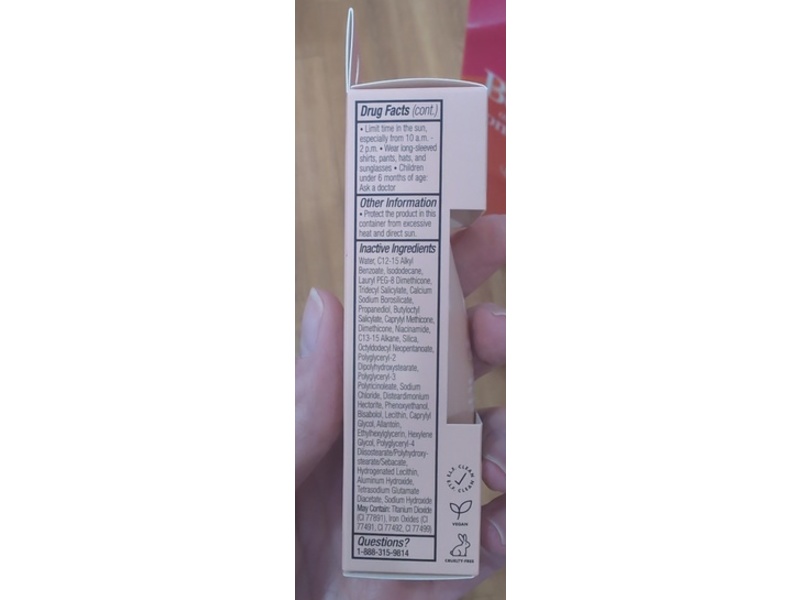 Drug Facts (cont.)
• Limit time in the sun,
especially from 10 a.m. -
2 p.m. • Wear long-sleeved
shirts, pants, hats, and
sunglasses • Children
under 6 months of age:
Ask a doctor
Other Information
• Protect the product in this
container from excessive
heat and direct sun.
Inactive Ingredients
Water, C12-15 Alkyl
Benzoate, Isododecane,
Lauryl PEG-8 Dimethicone,
Tridecyl Salicylate, Calcium
Sodium Borosilicate,
Propanediol, Butyloctyl
Salicylate, Caprylyl Methicone,
Dimethicone, Niacinamide,
C13-15 Alkane, Silica,
Octyldodecyl Neopentanoate,
Polyglyceryl-2
Dipolyhydroxystearate,
Polyglyceryl-3
Polyricinoleate, Sodium
Chloride, Disteardimonium
Hectorite, Phenoxyethanol,
Bisabolol, Lecithin, Caprylyl
Glycol, Allantoin,
Ethylhexylglycerin, Hexylene
Glycol, Polyglyceryl-4
Diisostearate/Polyhydroxy-
stearate/Sebacate,
Hydrogenated Lecithin,
Aluminum Hydroxide,
Tetrasodium Glutamate
Diacetate, Sodium Hydroxide
May Contain: Titanium Dioxide
(CI 77891), Iron Oxides (CI
77491, CI 77492, CI 77499)
Questions?
1-888-315-9814
E.L.F. CLEAN
E.L.F. CLEAN
VEGAN
CRUELTY-FREE